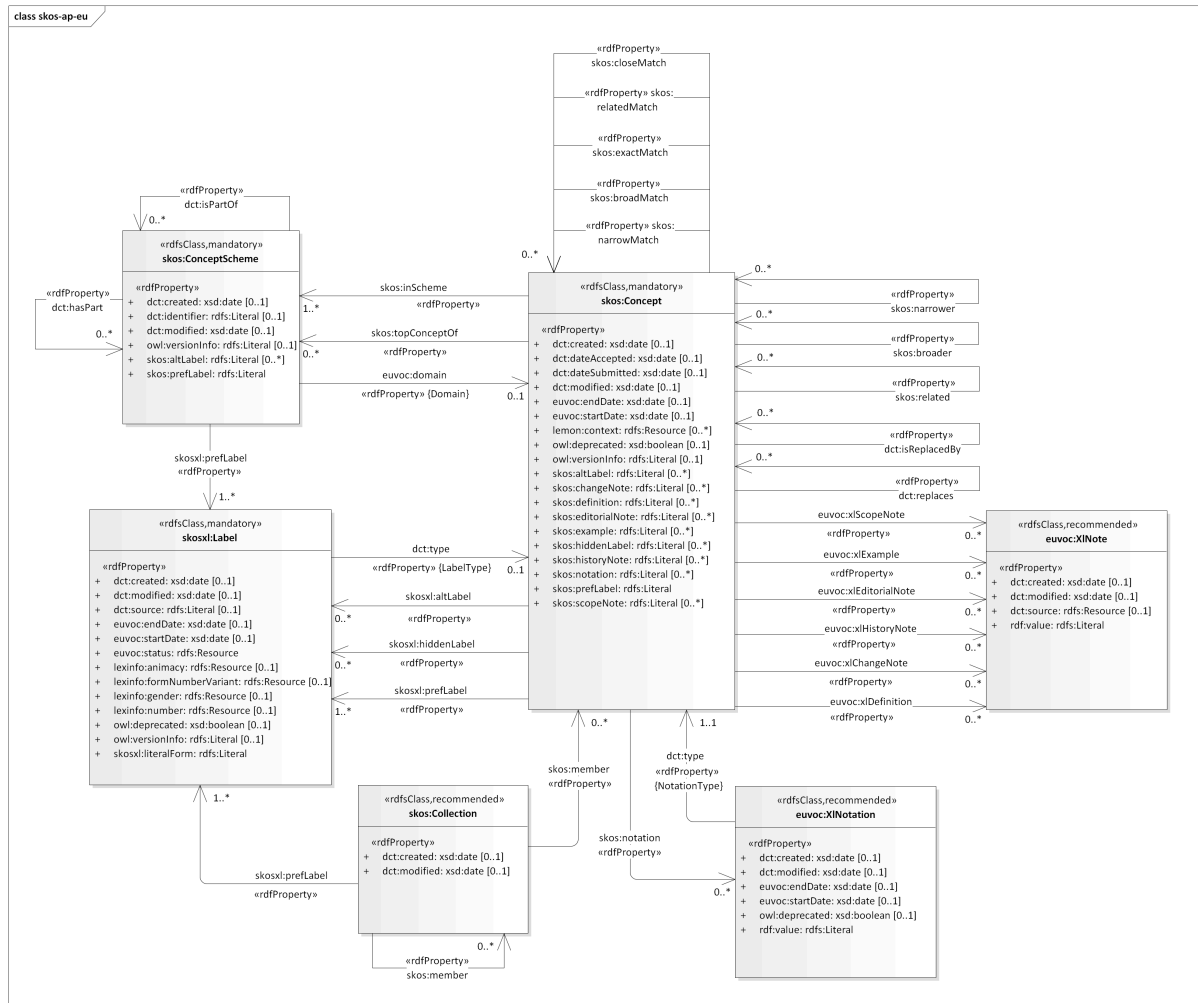 class skos-ap-eu
«rdfProperty»
skos:closeMatch
«rdfProperty» skos:
relatedMatch
«rdfProperty»
skos:exactMatch
«rdfProperty»
skos:broadMatch
«rdfProperty» skos:
narrowMatch
0..*
«rdfProperty»
dct:isPartOf
0..*
«rdfProperty»
dct:hasPart
0..*
«rdfsClass,mandatory»
skos:ConceptScheme
«rdfProperty»
+ dct:created: xsd:date [0..1]
+ dct:identifier: rdfs:Literal [0..1]
+ dct:modified: xsd:date [0..1]
+ owl:versionInfo: rdfs:Literal [0..1]
+ skos:altLabel: rdfs:Literal [0..*]
+ skos:prefLabel: rdfs:Literal
skos:inScheme
1..*
«rdfProperty»
skos:topConceptOf
0..*
«rdfProperty»
euvoc:domain
«rdfProperty» {Domain}
0..1
skosxl:prefLabel
«rdfProperty»
1..*
«rdfsClass,mandatory»
skos:Concept
«rdfProperty»
+ dct:created: xsd:date [0..1]
+ dct:dateAccepted: xsd:date [0..1]
+ dct:dateSubmitted: xsd:date [0..1]
+ dct:modified: xsd:date [0..1]
+ euvoc:endDate: xsd:date [0..1]
+ euvoc:startDate: xsd:date [0..1]
+ lemon:context: rdfs:Resource [0..*]
+ owl:deprecated: xsd:boolean [0..1]
+ owl:versionInfo: rdfs:Literal [0..1]
+ skos:altLabel: rdfs:Literal [0..*]
+ skos:changeNote: rdfs:Literal [0..*]
+ skos:definition: rdfs:Literal [0..*]
+ skos:editorialNote: rdfs:Literal [0..*]
+ skos:example: rdfs:Literal [0..*]
+ skos:hiddenLabel: rdfs:Literal [0..*]
+ skos:historyNote: rdfs:Literal [0..*]
+ skos:notation: rdfs:Literal [0..*]
+ skos:prefLabel: rdfs:Literal
+ skos:scopeNote: rdfs:Literal [0..*]
0..*
«rdfProperty»
skos:narrower
0..*
«rdfProperty»
skos:broader
0..*
«rdfProperty»
skos:related
0..*
«rdfProperty»
dct:isReplacedBy
0..*
«rdfProperty»
dct:replaces
euvoc:xlScopeNote
«rdfProperty»
0..*
euvoc:xlExample
«rdfProperty»
0..*
euvoc:xlEditorialNote
«rdfProperty»
0..*
euvoc:xlHistoryNote
«rdfProperty»
0..*
euvoc:xlChangeNote
«rdfProperty»
0..*
euvoc:xlDefinition
«rdfProperty»
0..*
«rdfsClass,recommended»
euvoc:XlNote
«rdfProperty»
+ dct:created: xsd:date [0..1]
+ dct:modified: xsd:date [0..1]
+ dct:source: rdfs:Resource [0..1]
+ rdf:value: rdfs:Literal
«rdfsClass,mandatory»
skosxl:Label
«rdfProperty»
+ dct:created: xsd:date [0..1]
+ dct:modified: xsd:date [0..1]
+ dct:source: rdfs:Literal [0..1]
+ euvoc:endDate: xsd:date [0..1]
+ euvoc:startDate: xsd:date [0..1]
+ euvoc:status: rdfs:Resource
+ lexinfo:animacy: rdfs:Resource [0..1]
+ lexinfo:formNumberVariant: rdfs:Resource [0..1]
+ lexinfo:gender: rdfs:Resource [0..1]
+ lexinfo:number: rdfs:Resource [0..1]
+ owl:deprecated: xsd:boolean [0..1]
+ owl:versionInfo: rdfs:Literal [0..1]
+ skosxl:literalForm: rdfs:Literal
dct:type
«rdfProperty» {LabelType}
0..1
skosxl:altLabel
0..*
«rdfProperty»
skosxl:hiddenLabel
0..*
«rdfProperty»
skosxl:prefLabel
1..*
«rdfProperty»
0..*
skos:member
«rdfProperty»
1..1
dct:type
«rdfProperty»
{NotationType}
skos:notation
«rdfProperty»
0..*
1..*
skosxl:prefLabel
«rdfProperty»
«rdfsClass,recommended»
skos:Collection
«rdfProperty»
+ dct:created: xsd:date [0..1]
+ dct:modified: xsd:date [0..1]
0..*
«rdfProperty»
skos:member
«rdfsClass,recommended»
euvoc:XlNotation
«rdfProperty»
+ dct:created: xsd:date [0..1]
+ dct:modified: xsd:date [0..1]
+ euvoc:endDate: xsd:date [0..1]
+ euvoc:startDate: xsd:date [0..1]
+ owl:deprecated: xsd:boolean [0..1]
+ rdf:value: rdfs:Literal